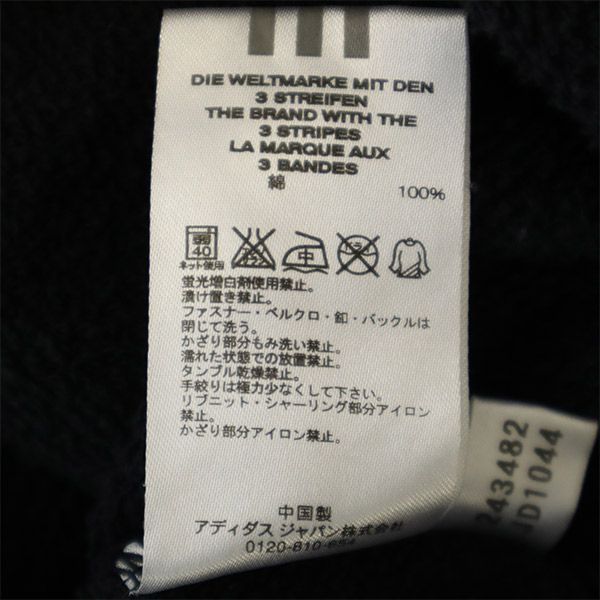 DIE WELTMARKE MIT DEN
3 STREIFEN
THE BRAND WITH THE
3 STRIPES
LA MARQUE AUX
3 BANDES
綿 100%
弱
40
中
ドライ
ネット使用
蛍光増白剤使用禁止。
漬け置き禁止。
ファスナー・ベルクロ・釦・バックルは
閉じて洗う。
かざり部分もみ洗い禁止。
濡れた状態での放置禁止。
タンブル乾燥禁止。
手絞りは極力少なくして下さい。
リブニット・シャーリング部分アイロン
禁止。
かざり部分アイロン禁止。
中国製
アディダス ジャパン株式会社
0120-810-654
243482